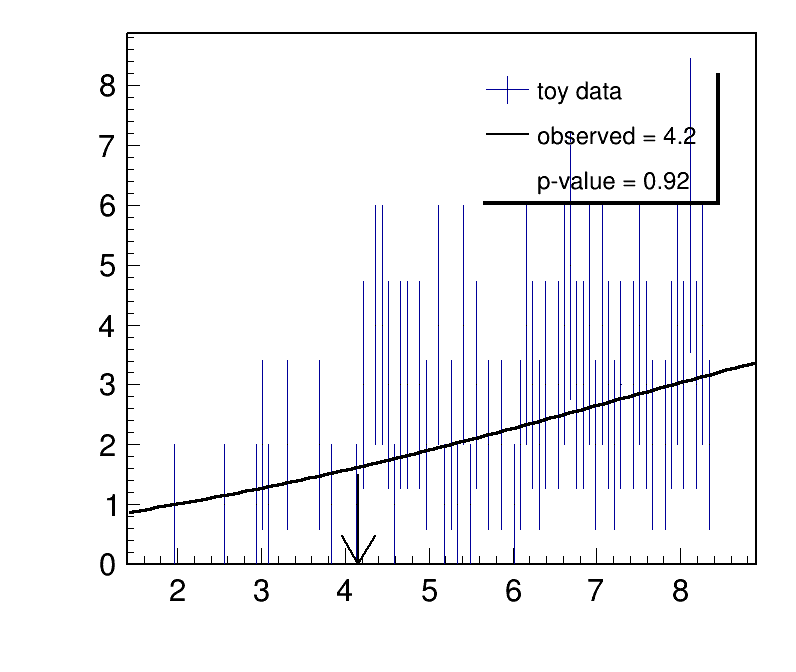 8
7
6
5
4
3
2
1
0
toy data
observed = 4.2
p-value = 0.92
2 3 4 5 6 7 8